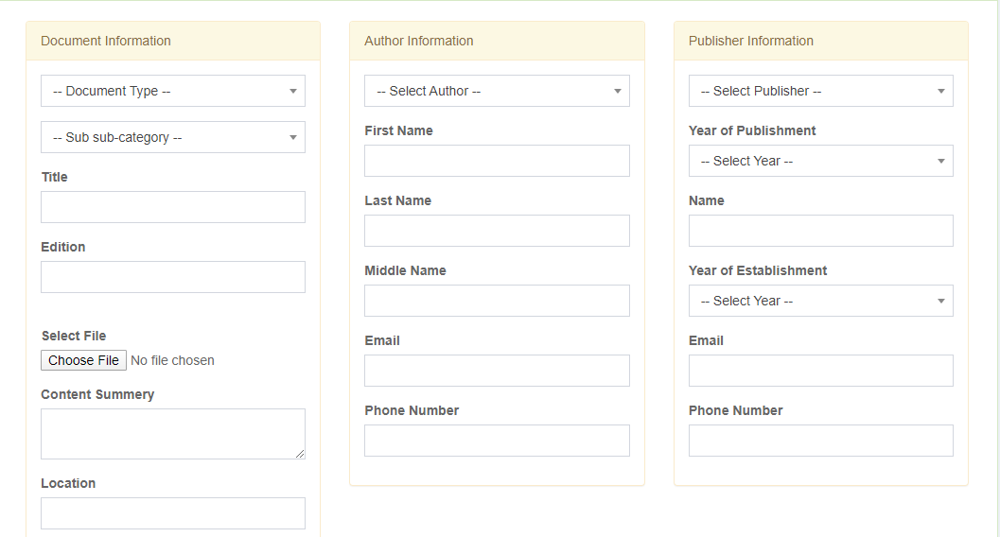 Document Information
-- Document Type --
-- Sub sub-category --
Title
Edition
Select File
Choose File No file chosen
Content Summery
Location
Author Information
-- Select Author --
First Name
Last Name
Middle Name
Email
Phone Number
Publisher Information
-- Select Publisher --
Year of Publishment
-- Select Year --
Name
Year of Establishment
-- Select Year --
Email
Phone Number